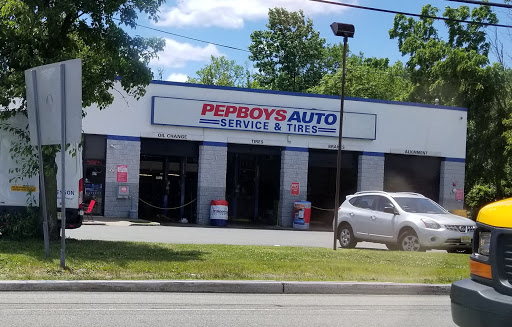 PEPBOYS AUTO
SERVICE & TIRES
OIL CHANGE
TIRES
BRAKES
ALIGNMENT